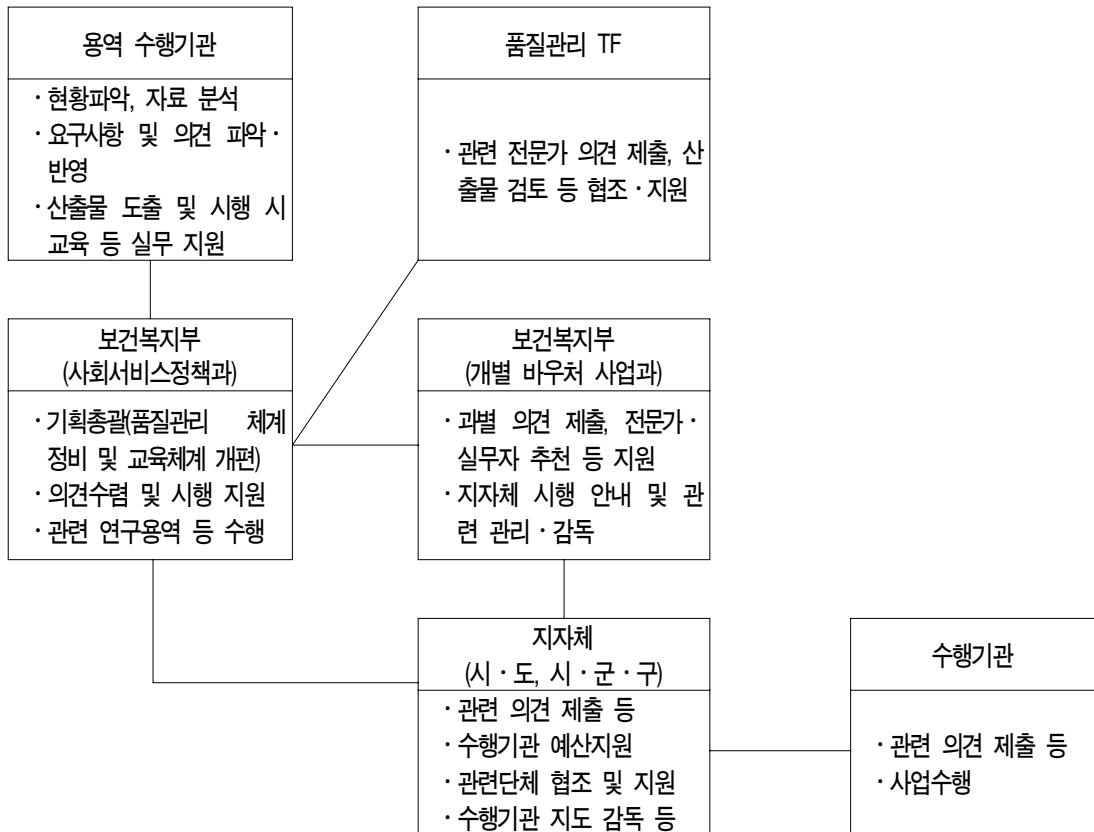 용역 수행기관
· 현황파악, 자료 분석
· 요구사항 및 의견 파악·
반영
· 산출물 도출 및 시행 시
교육 등 실무 지원
품질관리 TF
· 관련 전문가 의견 제출, 산
출물 검토 등 협조·지원
보건복지부
(사회서비스정책과)
· 기획총괄(품질관리 체계
정비 및 교육체계 개편)
· 의견수렴 및 시행 지원
· 관련 연구용역 등 수행
보건복지부
(개별 바우처 사업과)
· 과별 의견 제출, 전문가·
실무자 추천 등 지원
· 지자체 시행 안내 및 관
련 관리·감독
지자체
(시·도, 시·군·구)
· 관련 의견 제출 등
· 수행기관 예산지원
· 관련단체 협조 및 지원
· 수행기관 지도 감독 등
수행기관
· 관련 의견 제출 등
· 사업수행